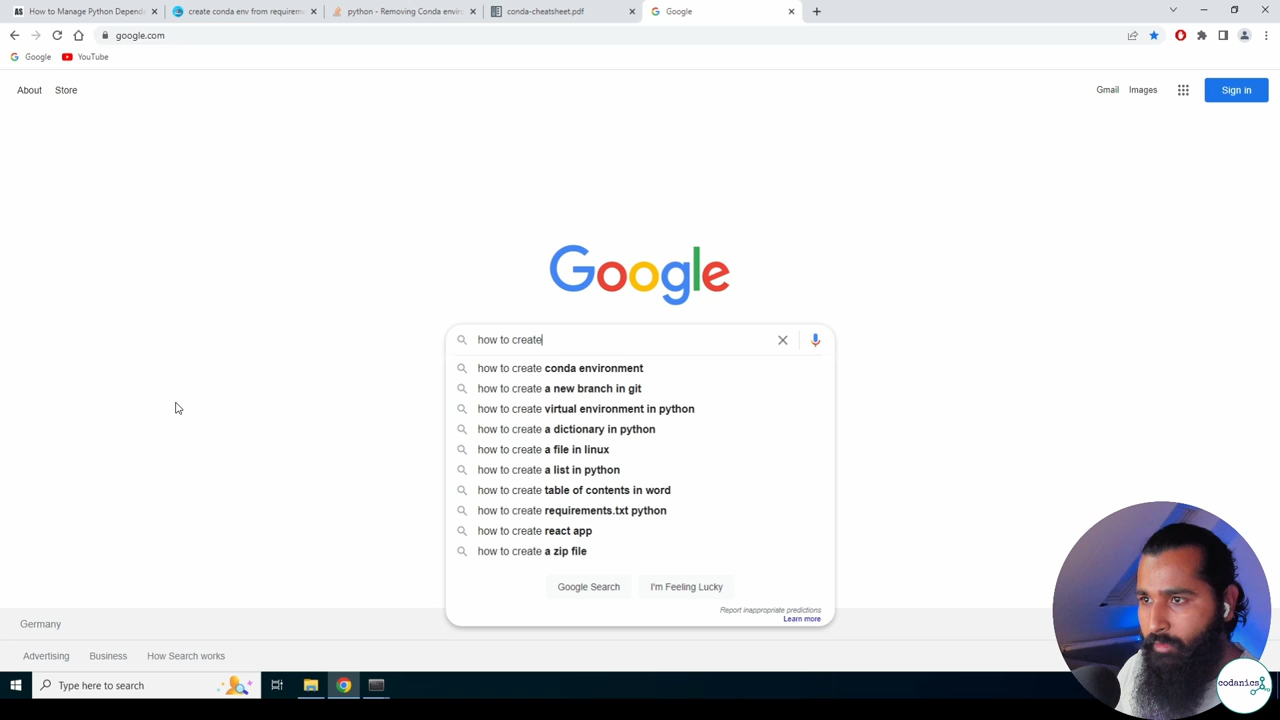 How to Manage Python Depend
create conda env from requirem
python - Removing Conda envir
conda-cheatsheet.pdf
Google
google.com
Google
YouTube
About
Store
Gmail
Images
Sign in
Google
how to create
how to create conda environment
how to create a new branch in git
how to create virtual environment in python
how to create a dictionary in python
how to create a file in linux
how to create a list in python
how to create table of contents in word
how to create requirements.txt python
how to create react app
how to create a zip file
Google Search
I'm Feeling Lucky
Report inappropriate predictions
Learn more
Germany
Advertising
Business
How Search works
Type here to search
codanics